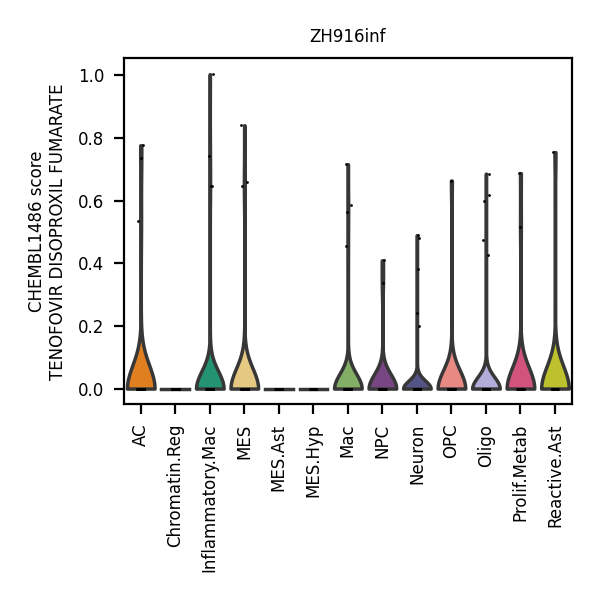 ZH916inf
CHEMBL1486 score
TENOFOVIR DISOPROXIL FUMARATE
1.0
0.8
0.6
0.4
0.2
0.0
AC
Chromatin.Reg
Inflammatory.Mac
MES
MES.Ast
MES.Hyp
Mac
NPC
Neuron
OPC
Oligo
Prolif.Metab
Reactive.Ast